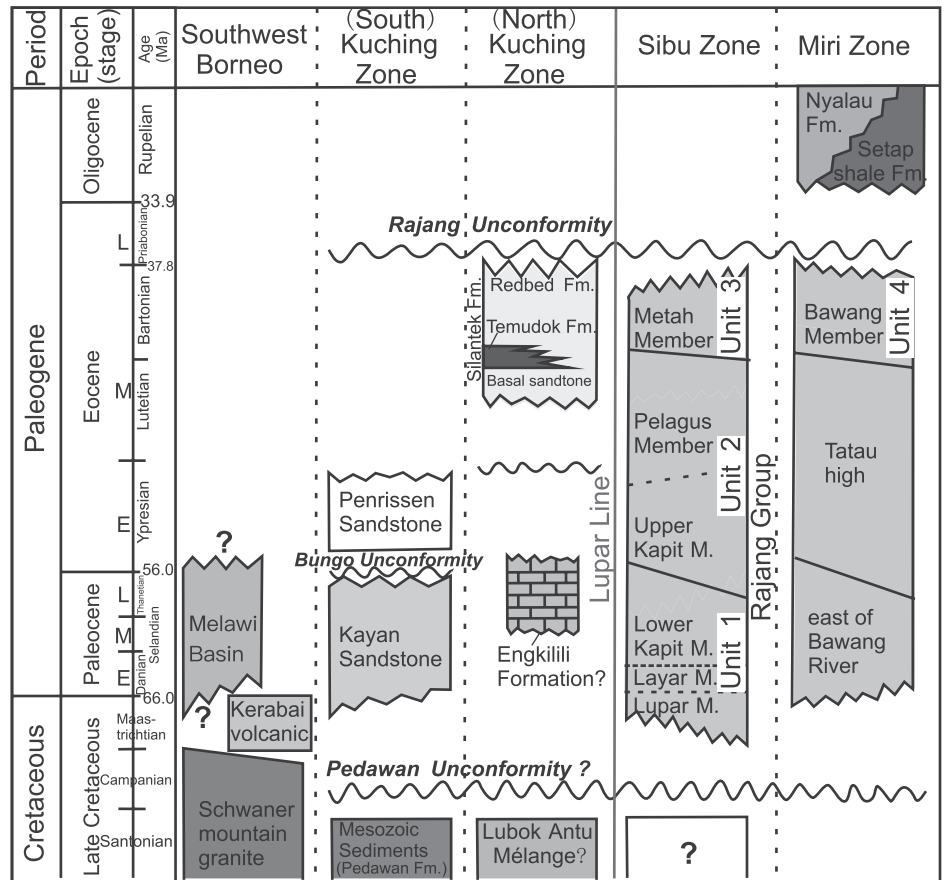 Period
Epoch
(stage)
Age
(Ma)
Southwest
Borneo
(South)
Kuching
Zone
(North)
Kuching
Zone
Sibu Zone
Miri Zone
Paleogene
Cretaceous
Oligocene
Eocene
L
M
E
Paleocene
L
M
E
Late Cretaceous
Rupelian
33.9
Priabonian
37.8
Bartonian
Lutetian
Ypresian
56.0
Thanetian
Selandian
Danian
66.0
Maas-
trichtian
Campanian
Santonian
?
Melawi
Basin
?
Kerabai
volcanic
Schwaner
mountain
granite
Rajang Unconformity
Penrissen
Sandstone
Bungo Unconformity
Kayan
Sandstone
Pedawan Unconformity ?
Mesozoic
Sediments
(Pedawan Fm.)
Silantek Fm.
Redbed Fm.
Temudok Fm.
Basal sandtone
Engkilili
Formation?
Lubok Antu
Mélange?
Lupar Line
Metah
Member
Unit 3
Pelagus
Member
Unit 2
Upper
Kapit M.
Lower
Kapit M.
Unit 1
Layar M.
Lupar M.
?
Rajang Group
Nyalau
Fm.
Setap
shale Fm.
Bawang
Member
Unit 4
Tatau
high
east of
Bawang
River